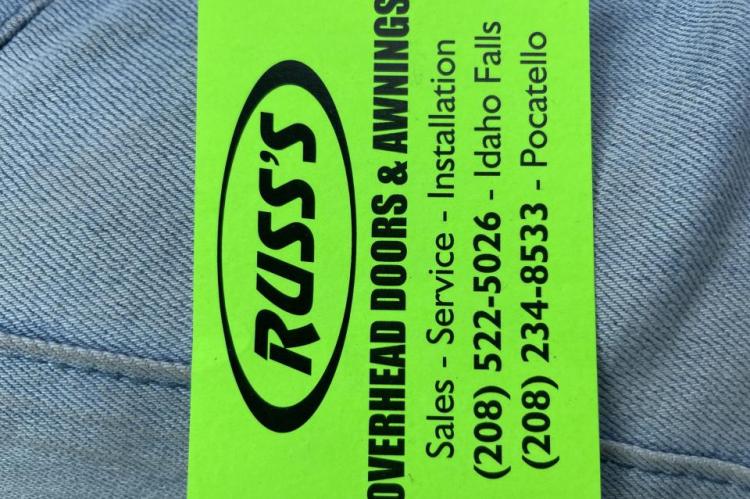 RUSS'S
OVERHEAD DOORS & AWNINGS
Sales - Service - Installation
(208) 522-5026 - Idaho Falls
(208) 234-8533 - Pocatello